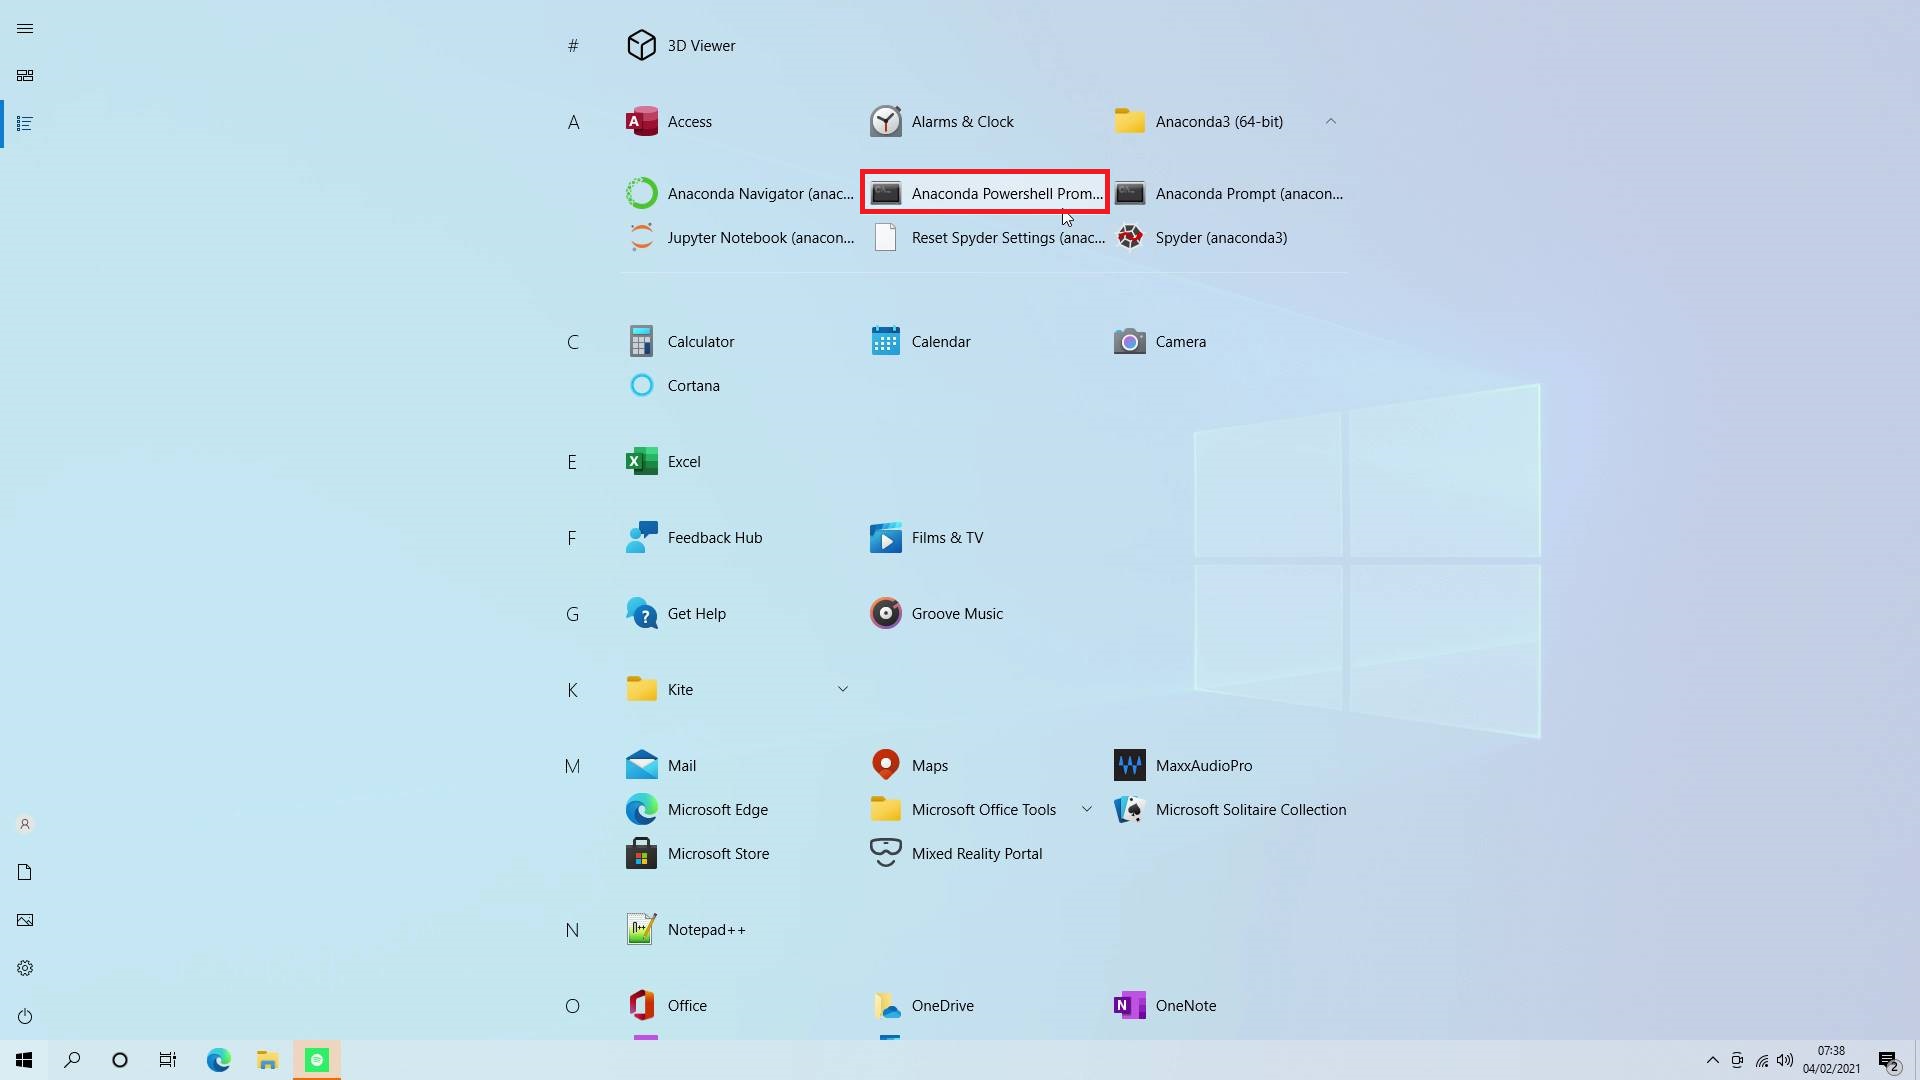 # 3D Viewer
A Access Alarms & Clock Anaconda3 (64-bit)
Anaconda Navigator (anac... Anaconda Powershell Prom... Anaconda Prompt (anacon...
Jupyter Notebook (anacon... Reset Spyder Settings (anac... Spyder (anaconda3)
C Calculator Calendar Camera
Cortana
E Excel
F Feedback Hub Films & TV
G Get Help Groove Music
K Kite
M Mail Maps MaxxAudioPro
Microsoft Edge Microsoft Office Tools Microsoft Solitaire Collection
Microsoft Store Mixed Reality Portal
N Notepad++
O Office OneDrive OneNote
07:38
04/02/2021
2